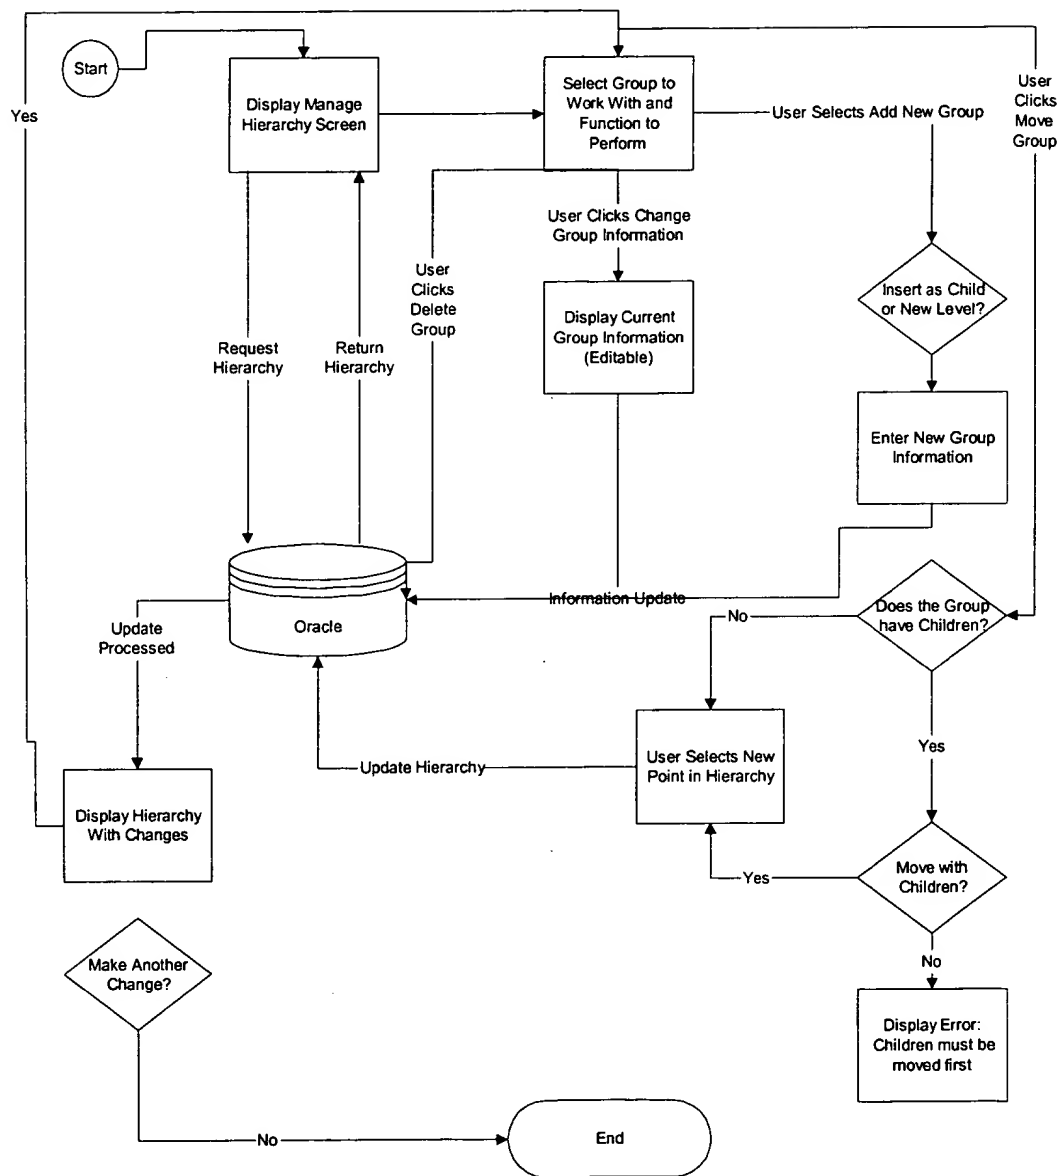 Start
Display Manage
Hierarchy Screen
Select Group to
Work With and
Function to
Perform
User Selects Add New Group
User
Clicks
Move
Group
Yes
User Clicks Change
Group Information
User
Clicks
Delete
Group
Insert as Child
or New Level?
Display Current
Group Information
(Editable)
Request
Hierarchy
Return
Hierarchy
Enter New Group
Information
Information Update
Oracle
Does the Group
have Children?
No
Update
Processed
Yes
User Selects New
Point in Hierarchy
Update Hierarchy
Display Hierarchy
With Changes
Move with
Children?
Yes
No
Make Another
Change?
Display Error:
Children must be
moved first
No
End